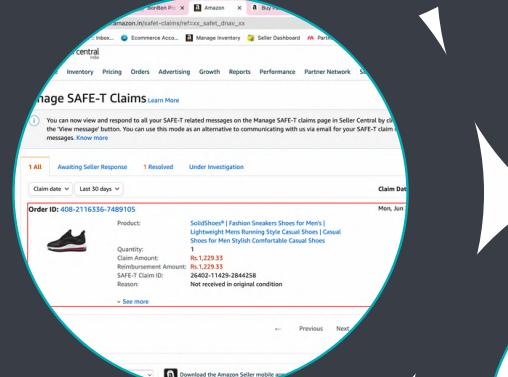 BonBen Pro X Amazon X Buy
amazon.in/safet-claims/ref=xx_safet_dnav_xx
Inbox... Ecommerce Acco... Manage Inventory Seller Dashboard
central
india
Inventory Pricing Orders Advertising Growth Reports Performance Partner Network
nage SAFE-T Claims Learn More
You can now view and respond to all your SAFE-T related messages on the Manage SAFE-T claims page in Seller Central by
the 'View message' button. You can use this mode as an alternative to communicating with us via email for your SAFE-T claim
messages. Know more
1 All Awaiting Seller Response 1 Resolved Under Investigation
Claim date Last 30 days Claim Dat
Order ID: 408-2116336-7489105 Mon, Jun
Product: SolidShoes® | Fashion Sneakers Shoes for Men's |
Lightweight Mens Running Style Casual Shoes | Casual
Shoes for Men Stylish Comfortable Casual Shoes
Quantity: 1
Claim Amount: Rs.1,229.33
Reimbursement Amount: Rs.1,229.33
SAFE-T Claim ID: 26402-11429-2844258
Reason: Not received in original condition
See more
← Previous Next
Download the Amazon Seller mobile app